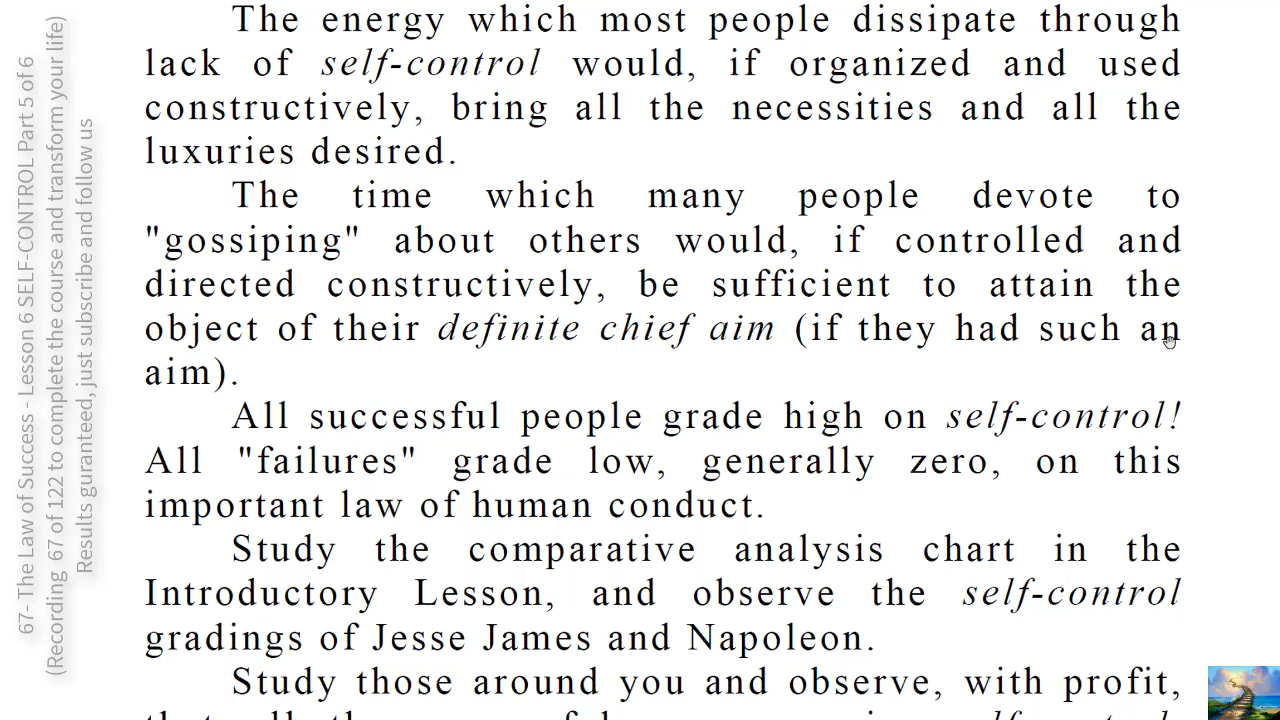 The energy which most people dissipate through
lack of self-control would, if organized and used
constructively, bring all the necessities and all the
luxuries desired.
The time which many people devote to
"gossiping" about others would, if controlled and
directed constructively, be sufficient to attain the
object of their definite chief aim (if they had such an
aim).
All successful people grade high on self-control!
All "failures" grade low, generally zero, on this
important law of human conduct.
Study the comparative analysis chart in the
Introductory Lesson, and observe the self-control
gradings of Jesse James and Napoleon.
Study those around you and observe, with profit,
67- The Law of Success - Lesson 6 SELF-CONTROL Part 5 of 6
(Recording 67 of 122 to complete the course and transform your life)
Results guranteed, just subscribe and follow us